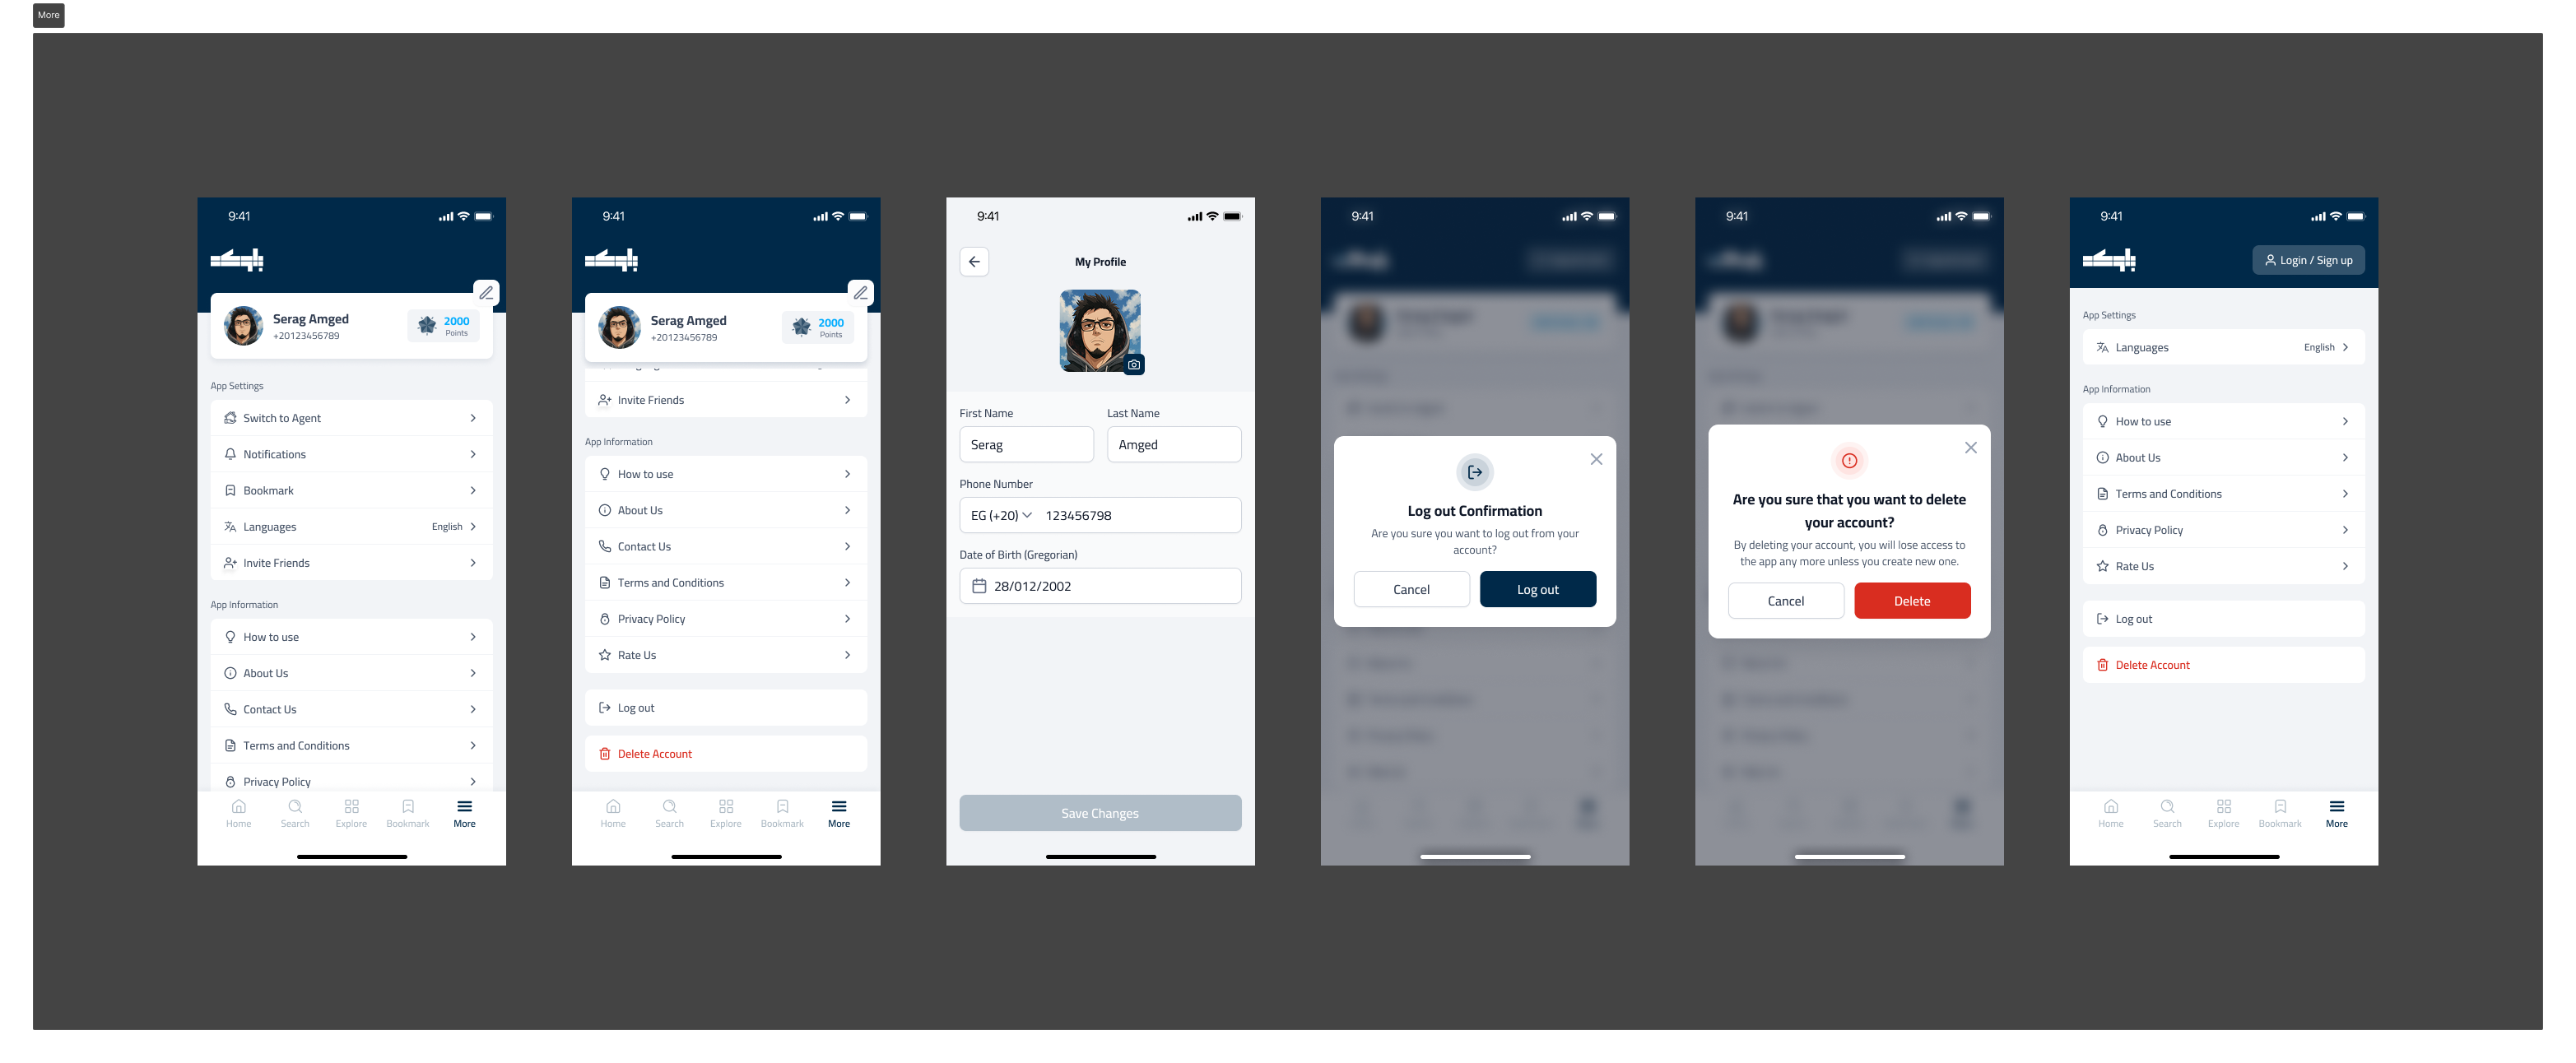 More
9:41
Serag Amged
+20123456789
2000
Points
App Settings
Switch to Agent
Notifications
Bookmark
Languages
English
Invite Friends
App Information
How to use
About Us
Contact Us
Terms and Conditions
Privacy Policy
Home
Search
Explore
Bookmark
More
9:41
Serag Amged
+20123456789
2000
Points
Invite Friends
App Information
How to use
About Us
Contact Us
Terms and Conditions
Privacy Policy
Rate Us
Log out
Delete Account
Home
Search
Explore
Bookmark
More
9:41
My Profile
First Name
Last Name
Serag
Amged
Phone Number
EG (+20)
123456798
Date of Birth (Gregorian)
28/012/2002
Save Changes
9:41
Log out Confirmation
Are you sure you want to log out from your
account?
Cancel
Log out
9:41
Are you sure that you want to delete
your account?
By deleting your account, you will lose access to
the app any more unless you create new one.
Cancel
Delete
9:41
Login / Sign up
App Settings
Languages
English
App Information
How to use
About Us
Terms and Conditions
Privacy Policy
Rate Us
Log out
Delete Account
Home
Search
Explore
Bookmark
More